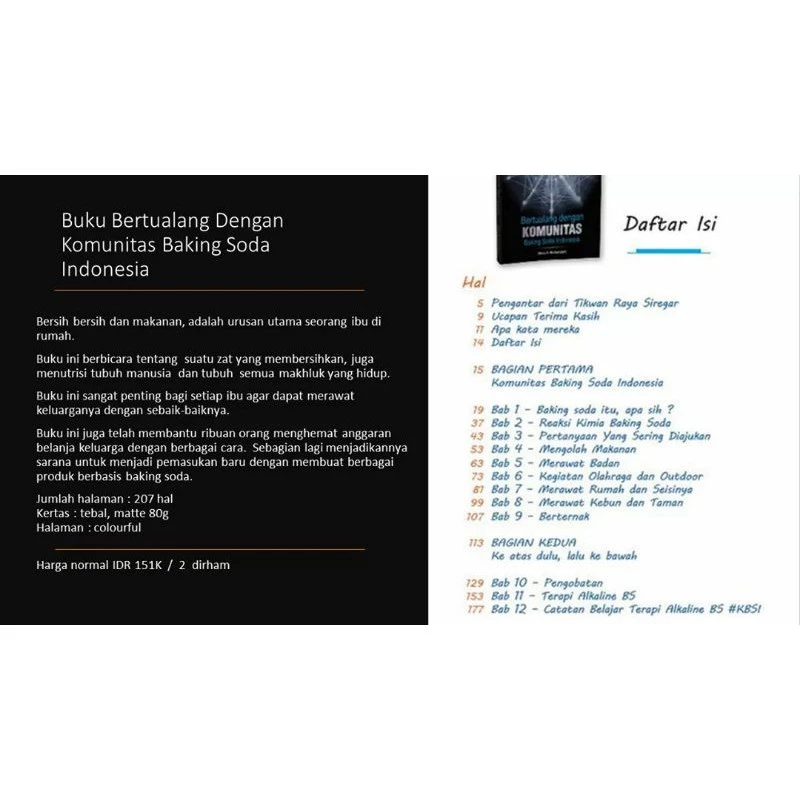 Buku Bertualang Dengan
Komunitas Baking Soda
Indonesia
Bersih bersih dan makanan, adalah urusan utama seorang ibu di
rumah.
Buku ini berbicara tentang suatu zat yang membersihkan, juga
menutrisi tubuh manusia dan tubuh semua makhluk yang hidup.
Buku ini sangat penting bagi setiap ibu agar dapat merawat
keluarganya dengan sebaik-baiknya.
Buku ini juga telah membantu ribuan orang menghemat anggaran
belanja keluarga dengan berbagai cara. Sebagian lagi menjadikannya
sarana untuk menjadi pemasukan baru dengan membuat berbagai
produk berbasis baking soda.
Jumlah halaman : 207 hal
Kertas : tebal, matte 80g
Halaman : colourful
Harga normal IDR 151K / 2 dirham
Bertualang dengan
KOMUNITAS
Baking Soda Indonesia
Daftar Isi
Hal
5 Pengantar dari Tikwan Raya Siregar
9 Ucapan Terima Kasih
11 Apa kata mereka
14 Daftar Isi
15 BAGIAN PERTAMA
Komunitas Baking Soda Indonesia
19 Bab 1 - Baking soda itu, apa sih ?
37 Bab 2 - Reaksi Kimia Baking Soda
43 Bab 3 - Pertanyaan Yang Sering Diajukan
53 Bab 4 - Mengolah Makanan
63 Bab 5 - Merawat Badan
73 Bab 6 - Kegiatan Olahraga dan Outdoor
87 Bab 7 - Merawat Rumah dan Seisinya
99 Bab 8 - Merawat Kebun dan Taman
107 Bab 9 - Berternak
113 BAGIAN KEDUA
Ke atas dulu, lalu ke bawah
129 Bab 10 - Pengobatan
153 Bab 11 - Terapi Alkaline BS
177 Bab 12 - Catatan Belajar Terapi Alkaline BS #KBSI